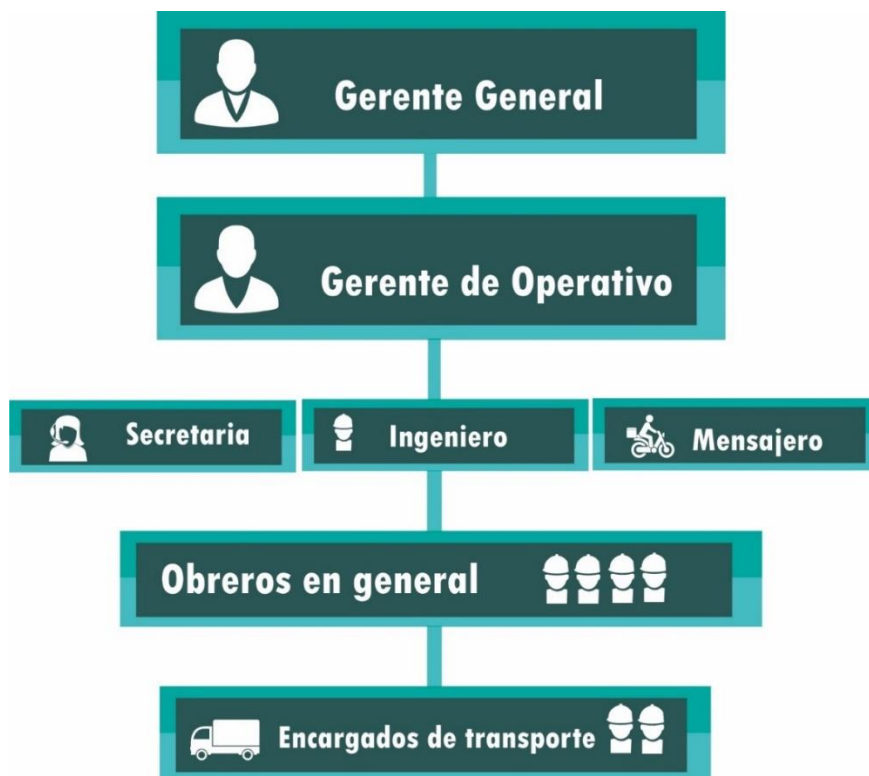 Gerente General
Gerente de Operativo
Secretaria
Ingeniero
Mensajero
Obreros en general
Encargados de transporte